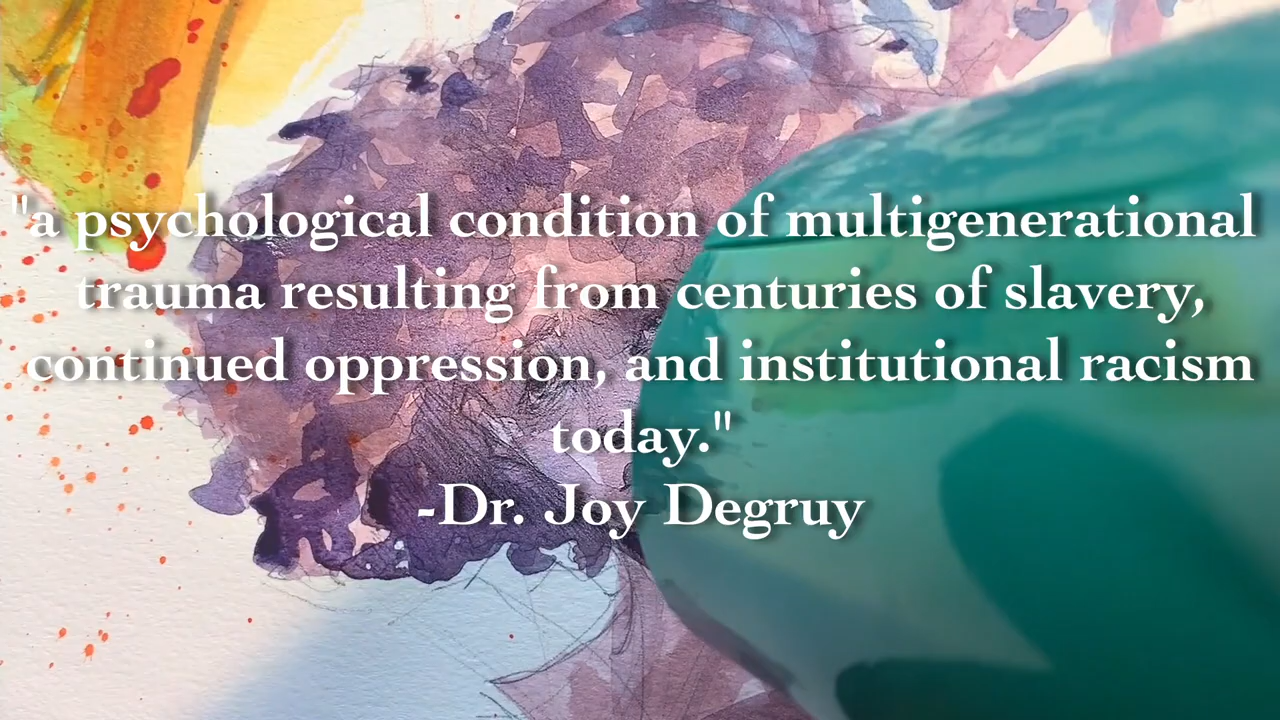 "a psychological condition of multigenerational
trauma resulting from centuries of slavery,
continued oppression, and institutional racism
today."
-Dr. Joy Degruy